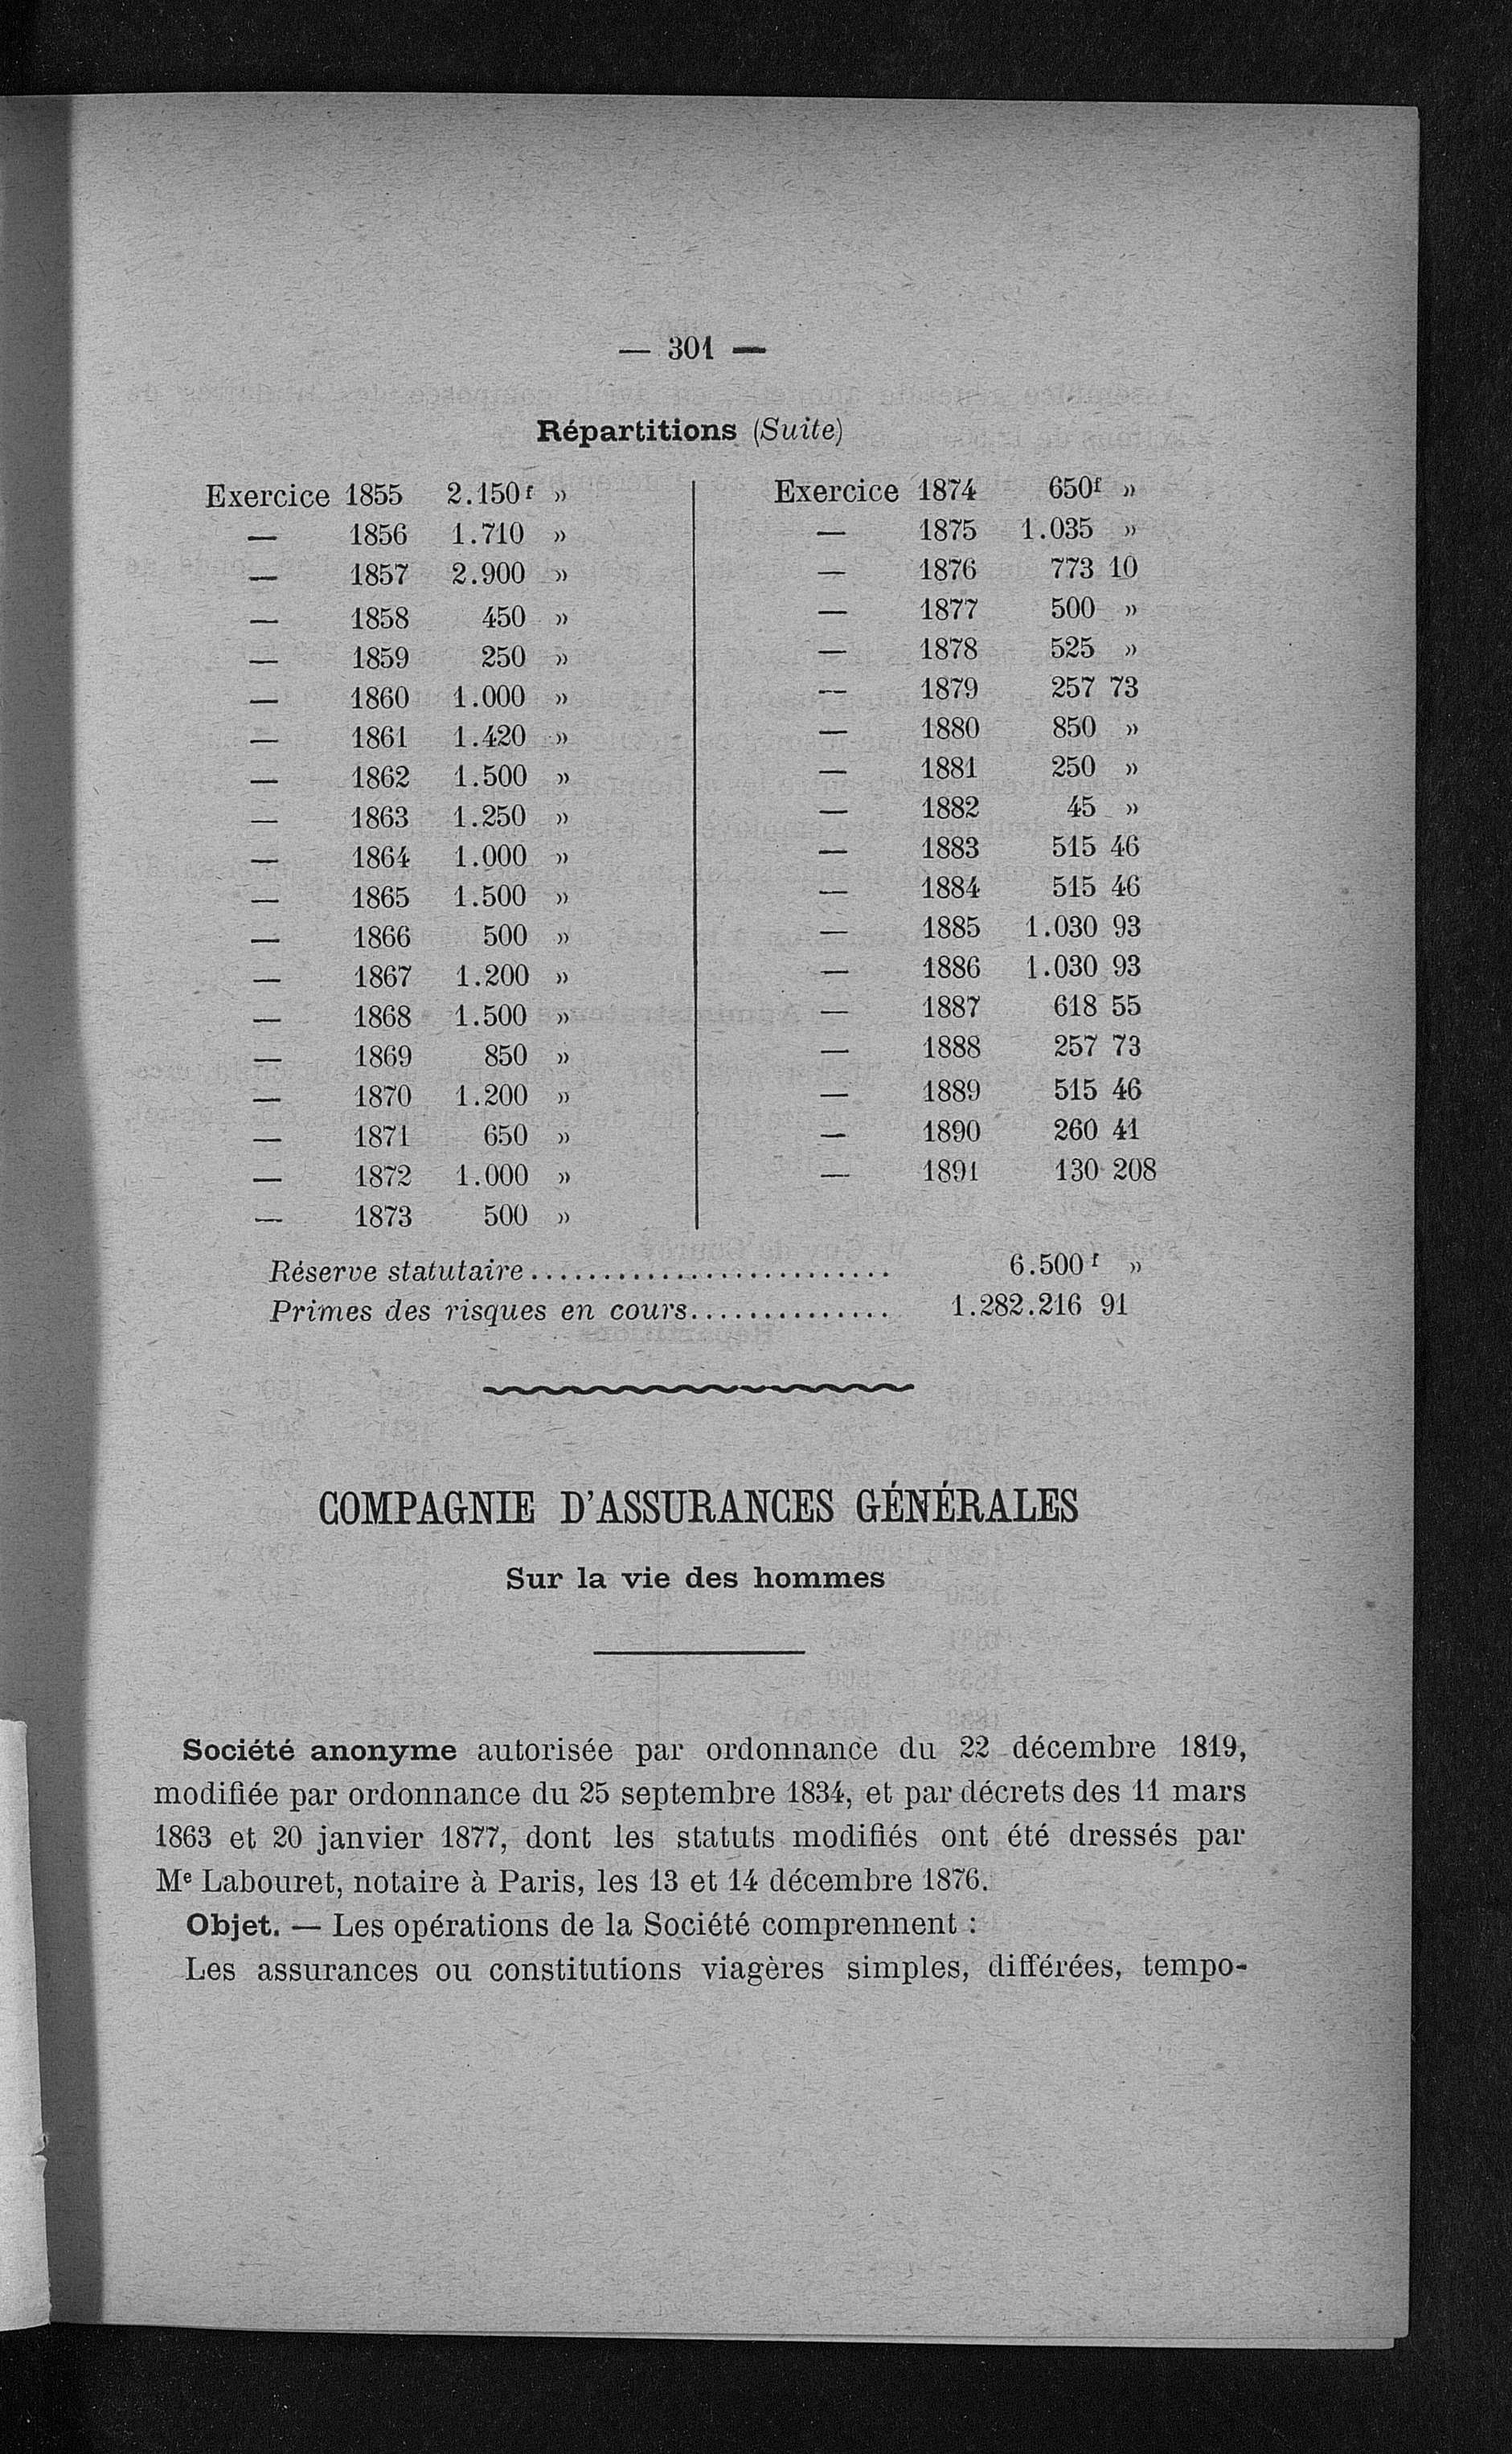 — 301 —
Répartitions (Suite)
Exercice 1855 2.150f »
— 1856 1.710 »
— 1857 2.900 »
— 1858 450 »
— 1859 250 »
— 1860 1.000 »
— 1861 1.420 »
— 1862 1.500 »
— 1863 1.250 »
— 1864 1.000 »
— 1865 1.500 »
— 1866 500 »
— 1867 1.200 »
— 1868 1.500 »
— 1869 850 »
— 1870 1.200 »
— 1871 650 »
— 1872 1.000 »
— 1873 500 »
Exercice 1874 650f »
— 1875 1.035 »
— 1876 773 10
— 1877 500 »
— 1878 525 »
— 1879 257 73
— 1880 850 »
— 1881 250 »
— 1882 45 »
— 1883 515 46
— 1884 515 46
— 1885 1.030 93
— 1886 1.030 93
— 1887 618 55
— 1888 257 73
— 1889 515 46
— 1890 260 41
— 1891 130 208
Réserve statutaire.......................... 6.500f »
Primes des risques en cours............... 1.282.216 91
COMPAGNIE D'ASSURANCES GÉNÉRALES
Sur la vie des hommes
Société anonyme autorisée par ordonnance du 22 décembre 1819,
modifiée par ordonnance du 25 septembre 1834, et par décrets des 11 mars
1863 et 20 janvier 1877, dont les statuts modifiés ont été dressés par
Me Labouret, notaire à Paris, les 13 et 14 décembre 1876.
Objet. — Les opérations de la Société comprennent :
Les assurances ou constitutions viagères simples, différées, tempo-